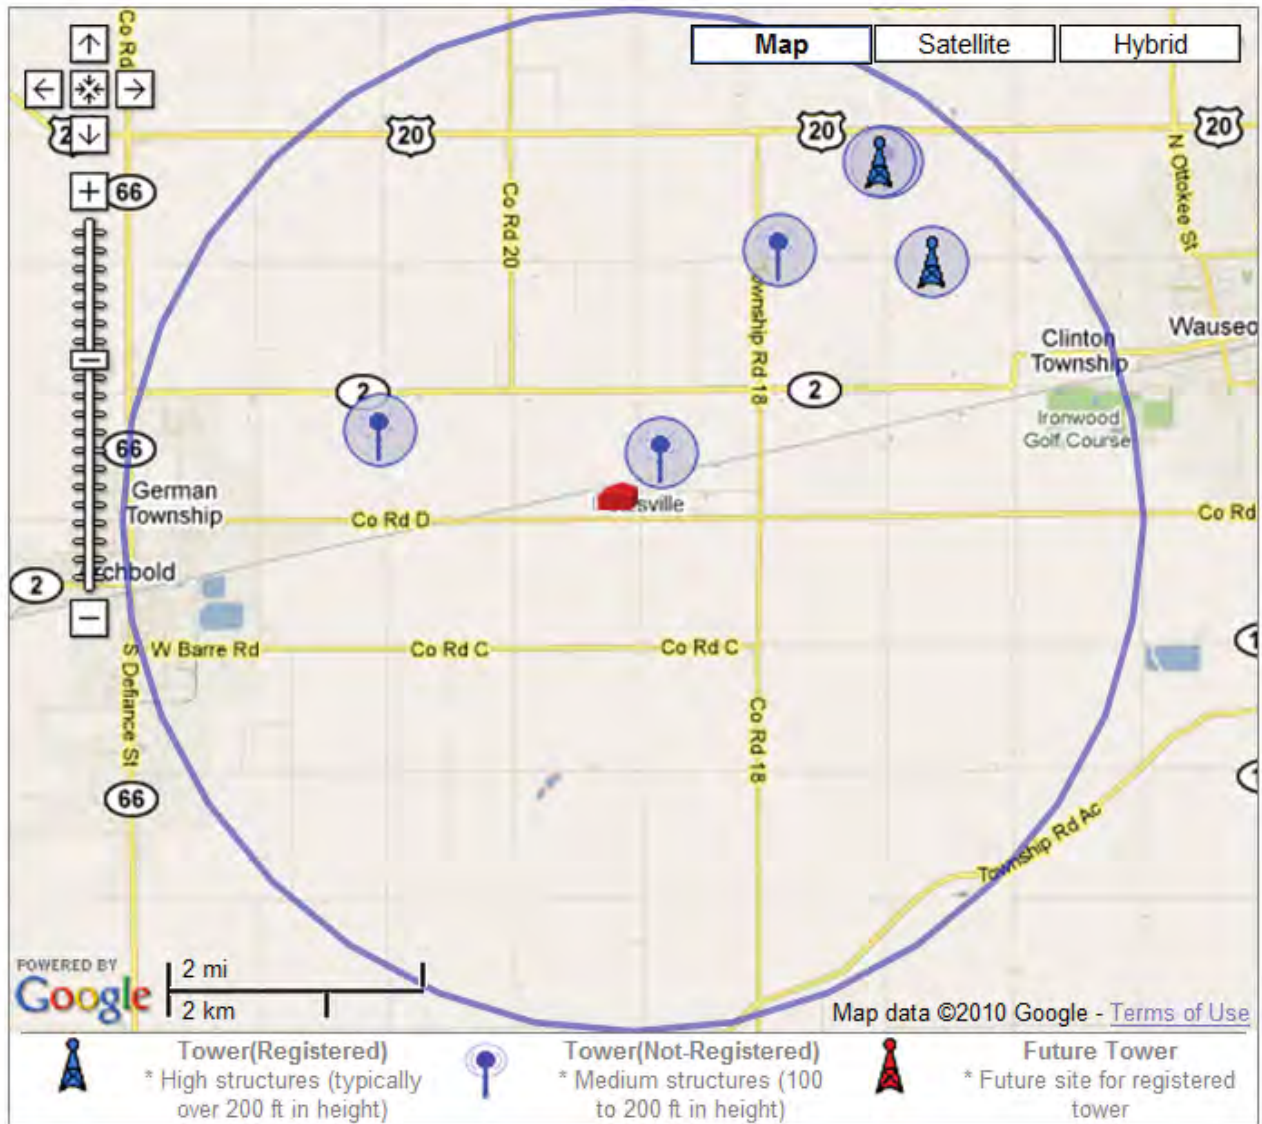 Co Rd
Map
Satellite
Hybrid
20
20
20
66
N Ottokee St
Co Rd 20
ownship Rd 18
Clinton
Township
Wauseo
2
2
Ironwood
Golf Course
66
German
Township
sville
Co Rd D
Co Rd
2
chbold
W Barre Rd
Co Rd C
Co Rd C
S Defiance St
Co Rd 18
66
Township Rd Ac
POWERED BY
Google
2 mi
2 km
Map data ©2010 Google - Terms of Use
Tower(Registered)
* High structures (typically
over 200 ft in height)
Tower(Not-Registered)
* Medium structures (100
to 200 ft in height)
Future Tower
* Future site for registered
tower